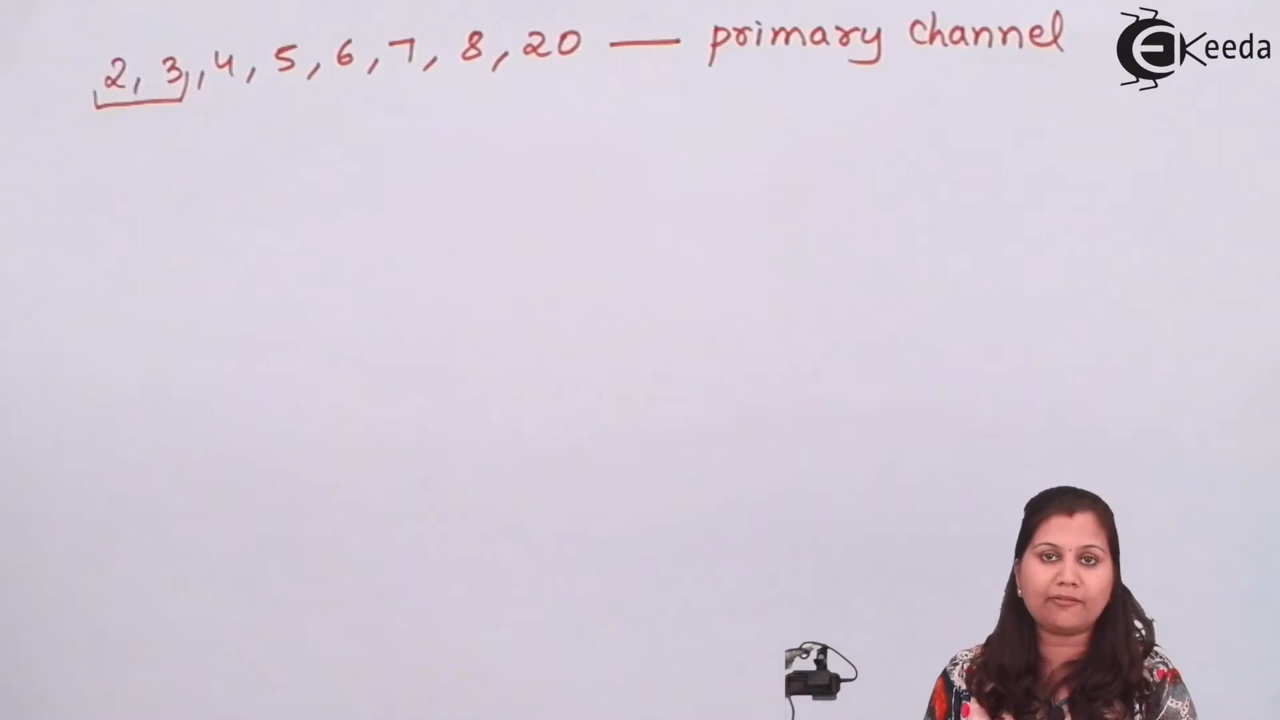 2, 3, 4, 5, 6, 7, 8, 20 — primary channel
EKeeda